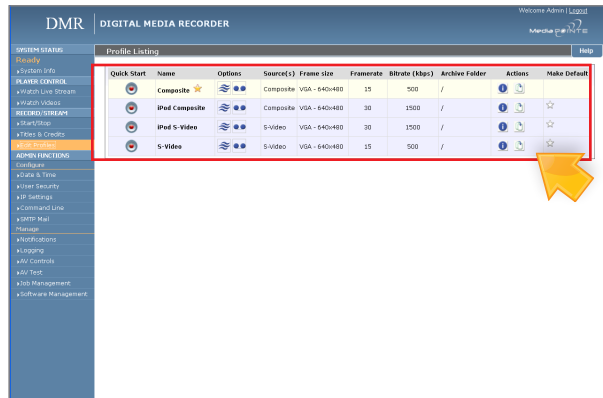 Welcome Admin | Logout
DMR DIGITAL MEDIA RECORDER
Media POINTE
SYSTEM STATUS
Ready
System Info
PLAYER CONTROL
Watch Live Stream
Watch Videos
RECORD/STREAM
Start/Stop
Titles & Credits
Edit Profiles
ADMIN FUNCTIONS
Configure
Date & Time
User Security
IP Settings
Command Line
SMTP Mail
Manage
Notifications
Logging
AV Controls
AV Test
Job Management
Software Management
Profile Listing Help
Quick Start Name Options Source(s) Frame size Framerate Bitrate (kbps) Archive Folder Actions Make Default
Composite Composite VGA - 640x480 15 500 /
iPod Composite Composite VGA - 640x480 30 1500 /
iPod S-Video S-Video VGA - 640x480 30 1500 /
S-Video S-Video VGA - 640x480 15 500 /